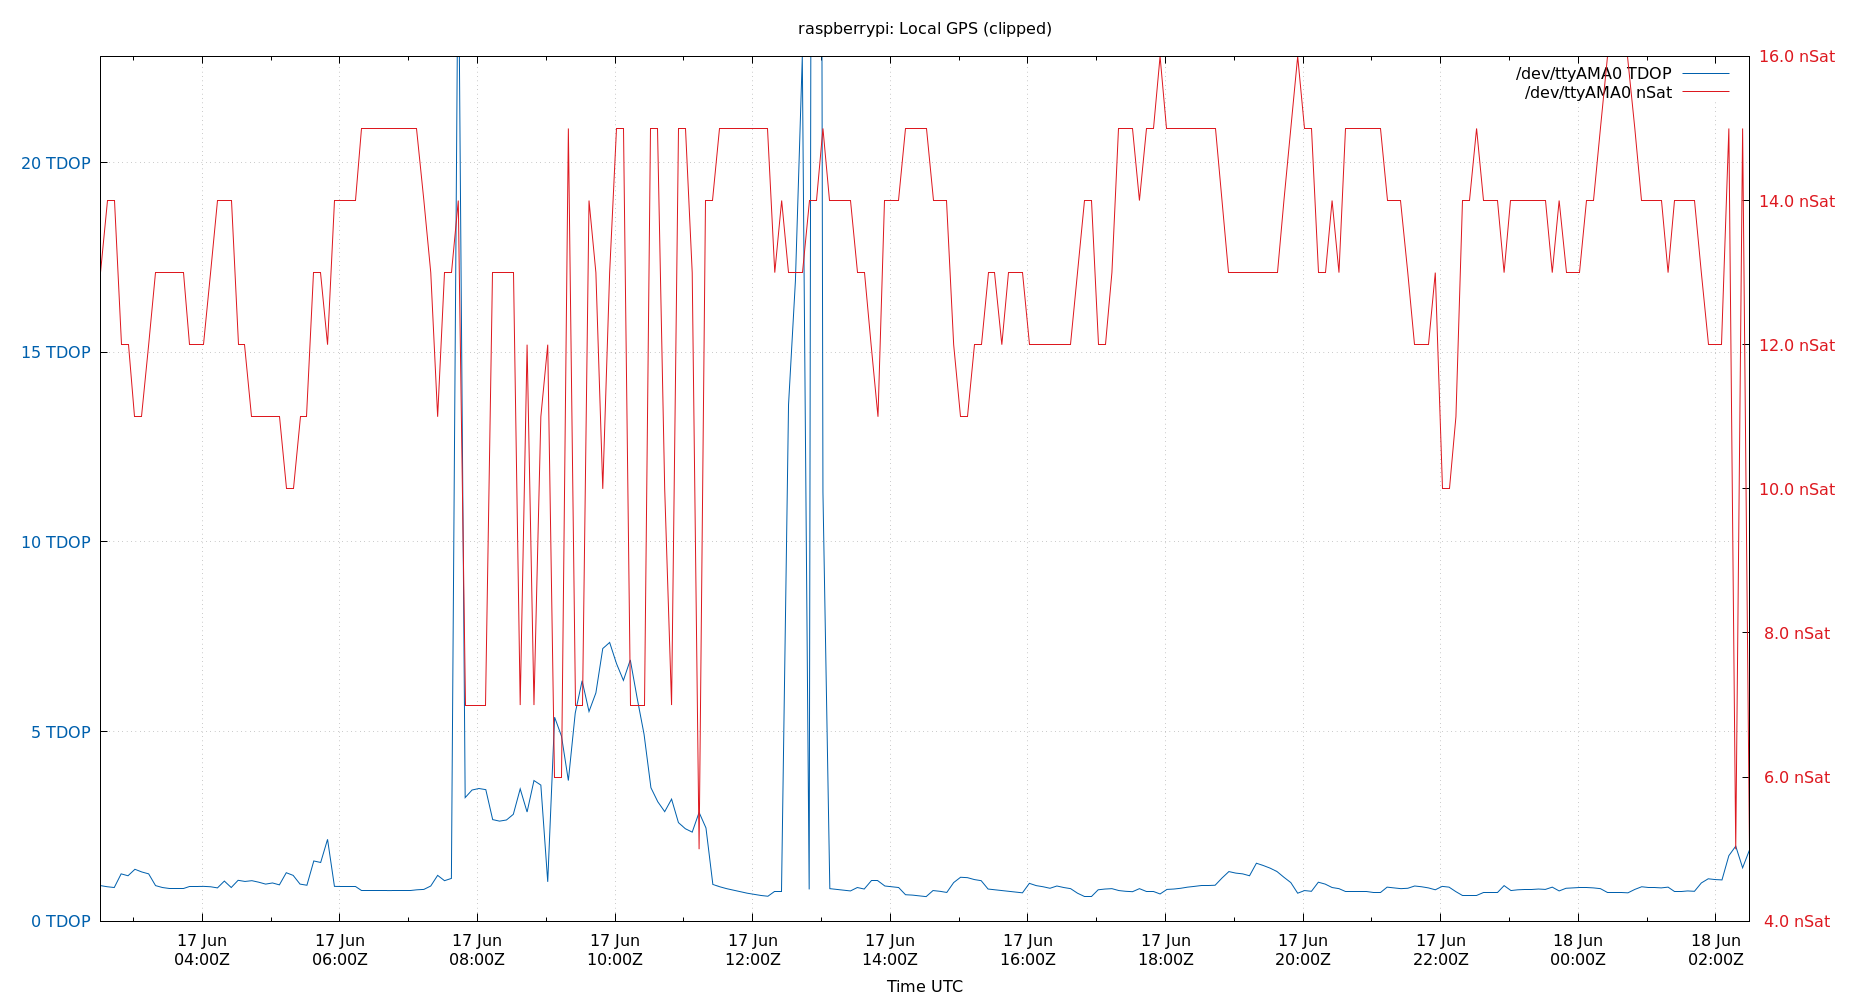 raspberrypi: Local GPS (clipped)
/dev/ttyAMA0 TDOP
/dev/ttyAMA0 nSat
20 TDOP
15 TDOP
10 TDOP
5 TDOP
0 TDOP
16.0 nSat
14.0 nSat
12.0 nSat
10.0 nSat
8.0 nSat
6.0 nSat
4.0 nSat
17 Jun 17 Jun 17 Jun 17 Jun 17 Jun 17 Jun 17 Jun 17 Jun 17 Jun 17 Jun 18 Jun 18 Jun
04:00Z 06:00Z 08:00Z 10:00Z 12:00Z 14:00Z 16:00Z 18:00Z 20:00Z 22:00Z 00:00Z 02:00Z
Time UTC